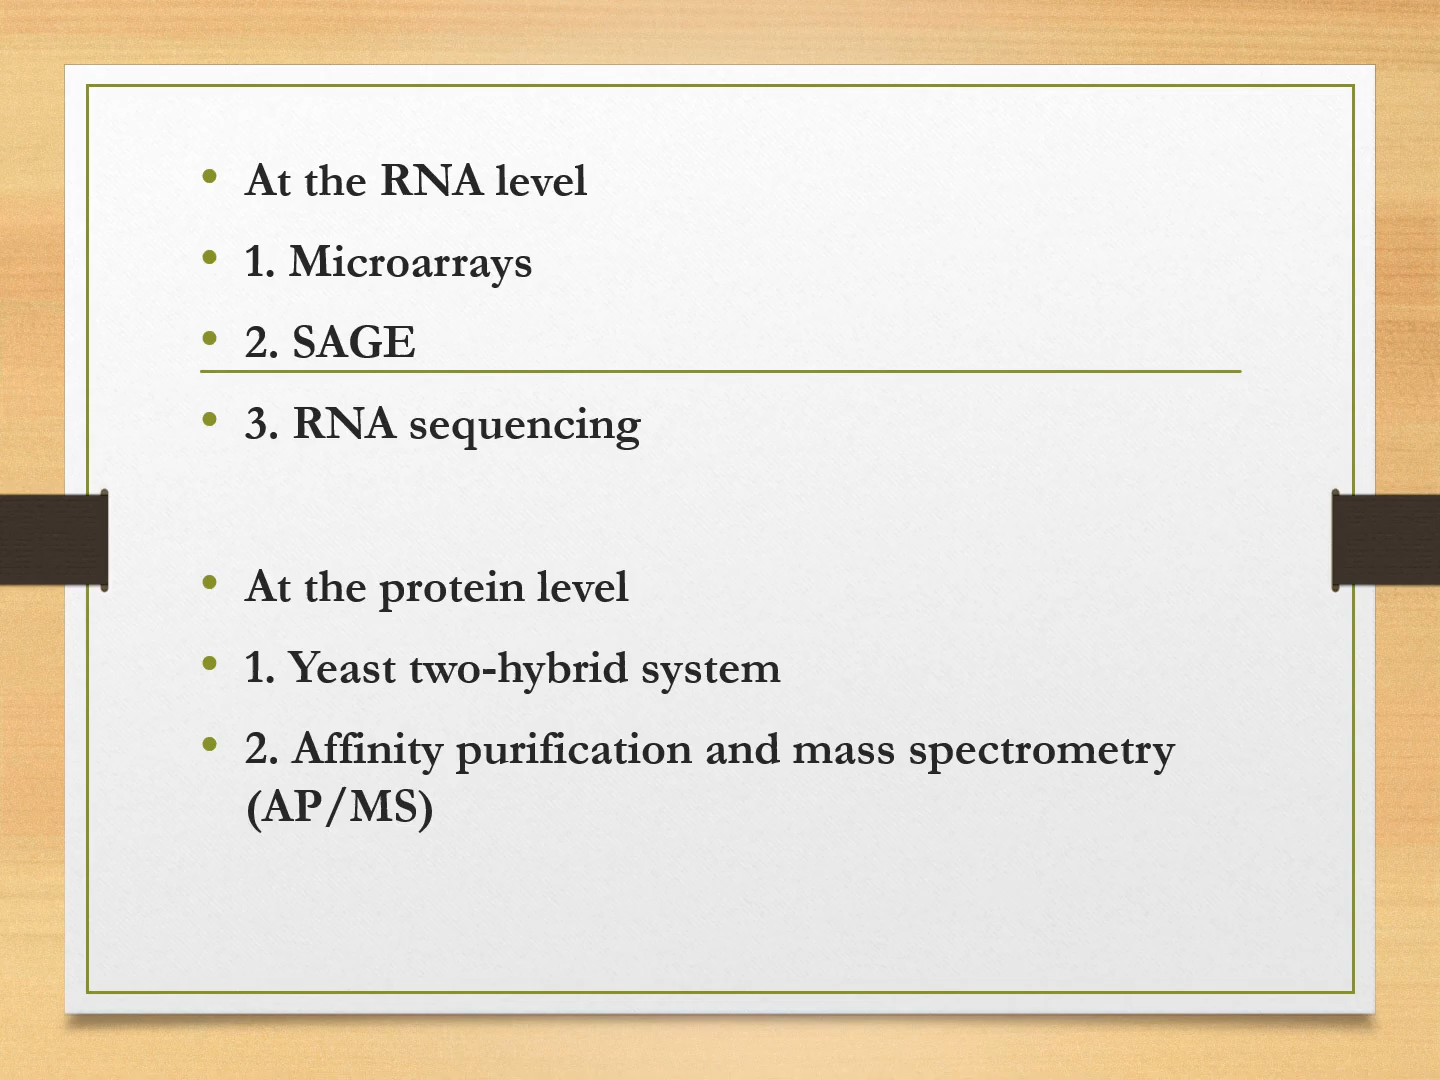 • At the RNA level
• 1. Microarrays
• 2. SAGE
• 3. RNA sequencing
• At the protein level
• 1. Yeast two-hybrid system
• 2. Affinity purification and mass spectrometry
(AP/MS)